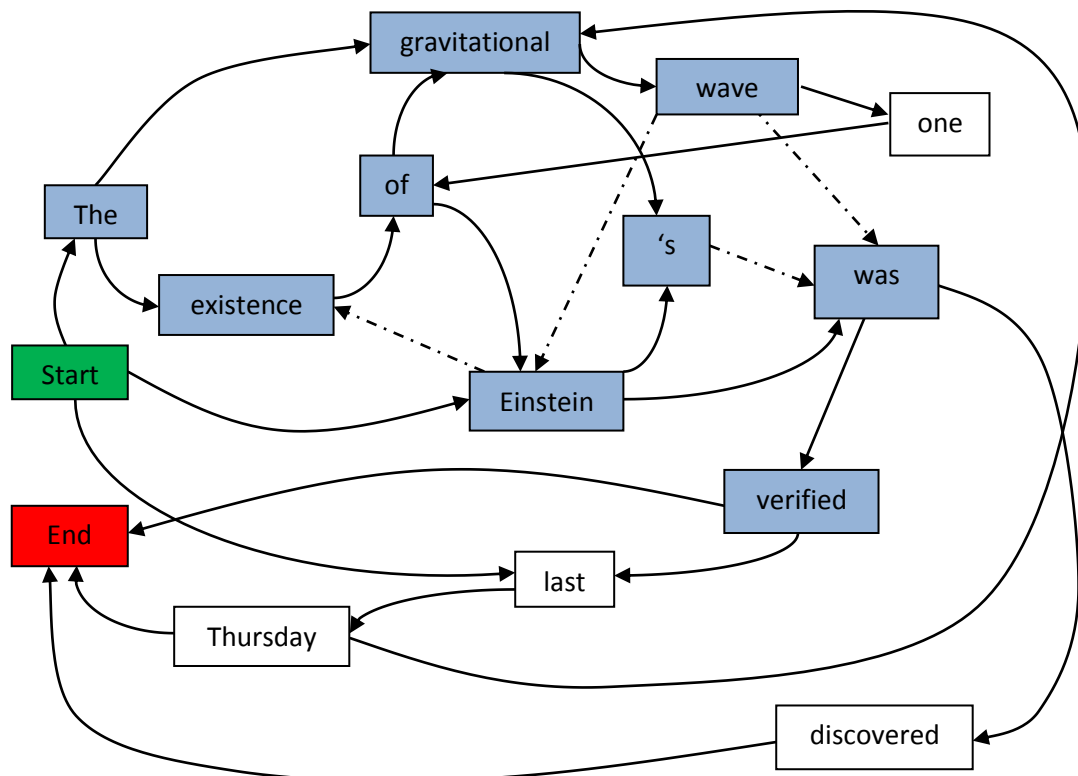 gravitational
wave
one
of
The
‘s
was
existence
Start
Einstein
verified
End
last
Thursday
discovered